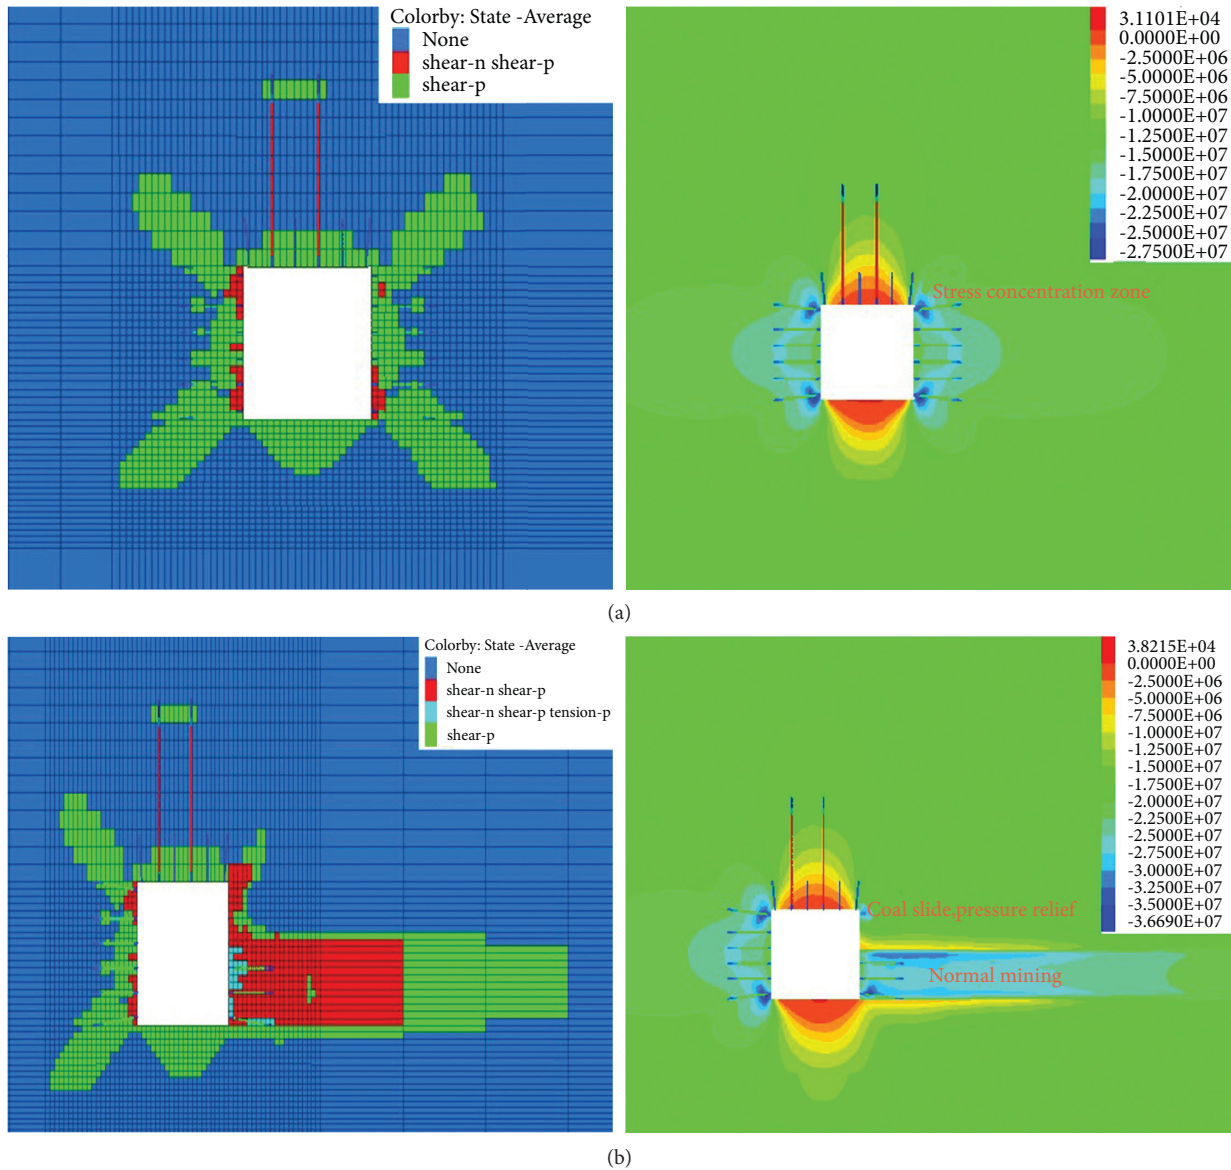 Colorby: State -Average
None
shear-n shear-p
shear-p
3.1101E+04
0.0000E+00
-2.5000E+06
-5.0000E+06
-7.5000E+06
-1.0000E+07
-1.2500E+07
-1.5000E+07
-1.7500E+07
-2.0000E+07
-2.2500E+07
-2.5000E+07
-2.7500E+07
Stress concentration zone
(a)
Colorby: State -Average
None
shear-n shear-p
shear-n shear-p tension-p
shear-p
3.8215E+04
0.0000E+00
-2.5000E+06
-5.0000E+06
-7.5000E+06
-1.0000E+07
-1.2500E+07
-1.5000E+07
-1.7500E+07
-2.0000E+07
-2.2500E+07
-2.5000E+07
-2.7500E+07
-3.0000E+07
-3.2500E+07
-3.5000E+07
-3.6690E+07
Coal slide,pressure relief
Normal mining
(b)